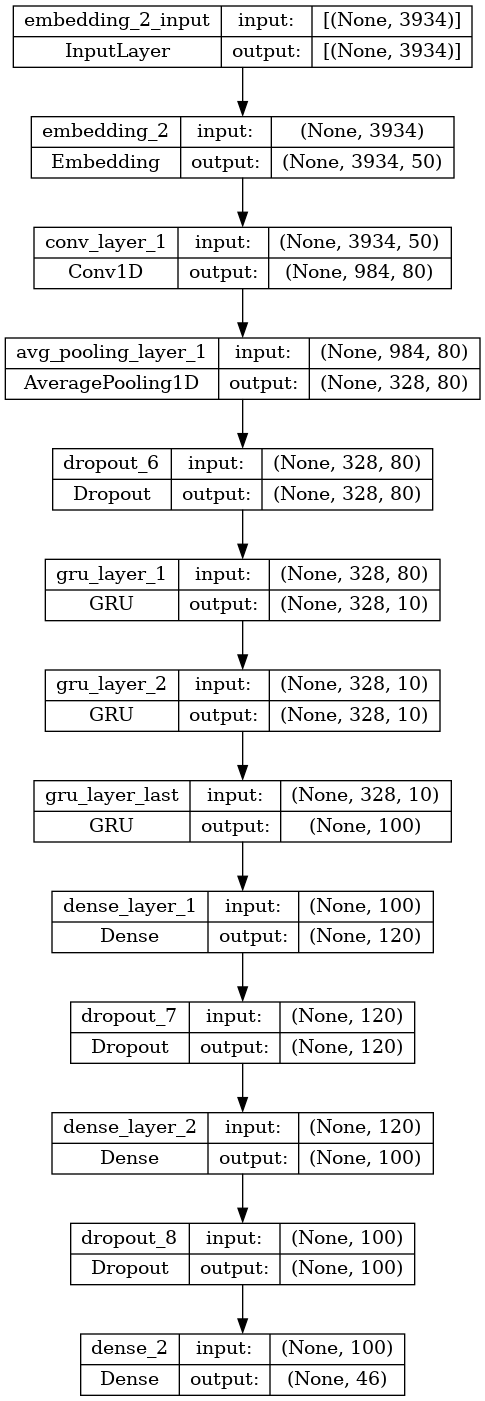 embedding_2_input input: [(None, 3934)]
InputLayer output: [(None, 3934)]
embedding_2 input: (None, 3934)
Embedding output: (None, 3934, 50)
conv_layer_1 input: (None, 3934, 50)
Conv1D output: (None, 984, 80)
avg_pooling_layer_1 input: (None, 984, 80)
AveragePooling1D output: (None, 328, 80)
dropout_6 input: (None, 328, 80)
Dropout output: (None, 328, 80)
gru_layer_1 input: (None, 328, 80)
GRU output: (None, 328, 10)
gru_layer_2 input: (None, 328, 10)
GRU output: (None, 328, 10)
gru_layer_last input: (None, 328, 10)
GRU output: (None, 100)
dense_layer_1 input: (None, 100)
Dense output: (None, 120)
dropout_7 input: (None, 120)
Dropout output: (None, 120)
dense_layer_2 input: (None, 120)
Dense output: (None, 100)
dropout_8 input: (None, 100)
Dropout output: (None, 100)
dense_2 input: (None, 100)
Dense output: (None, 46)